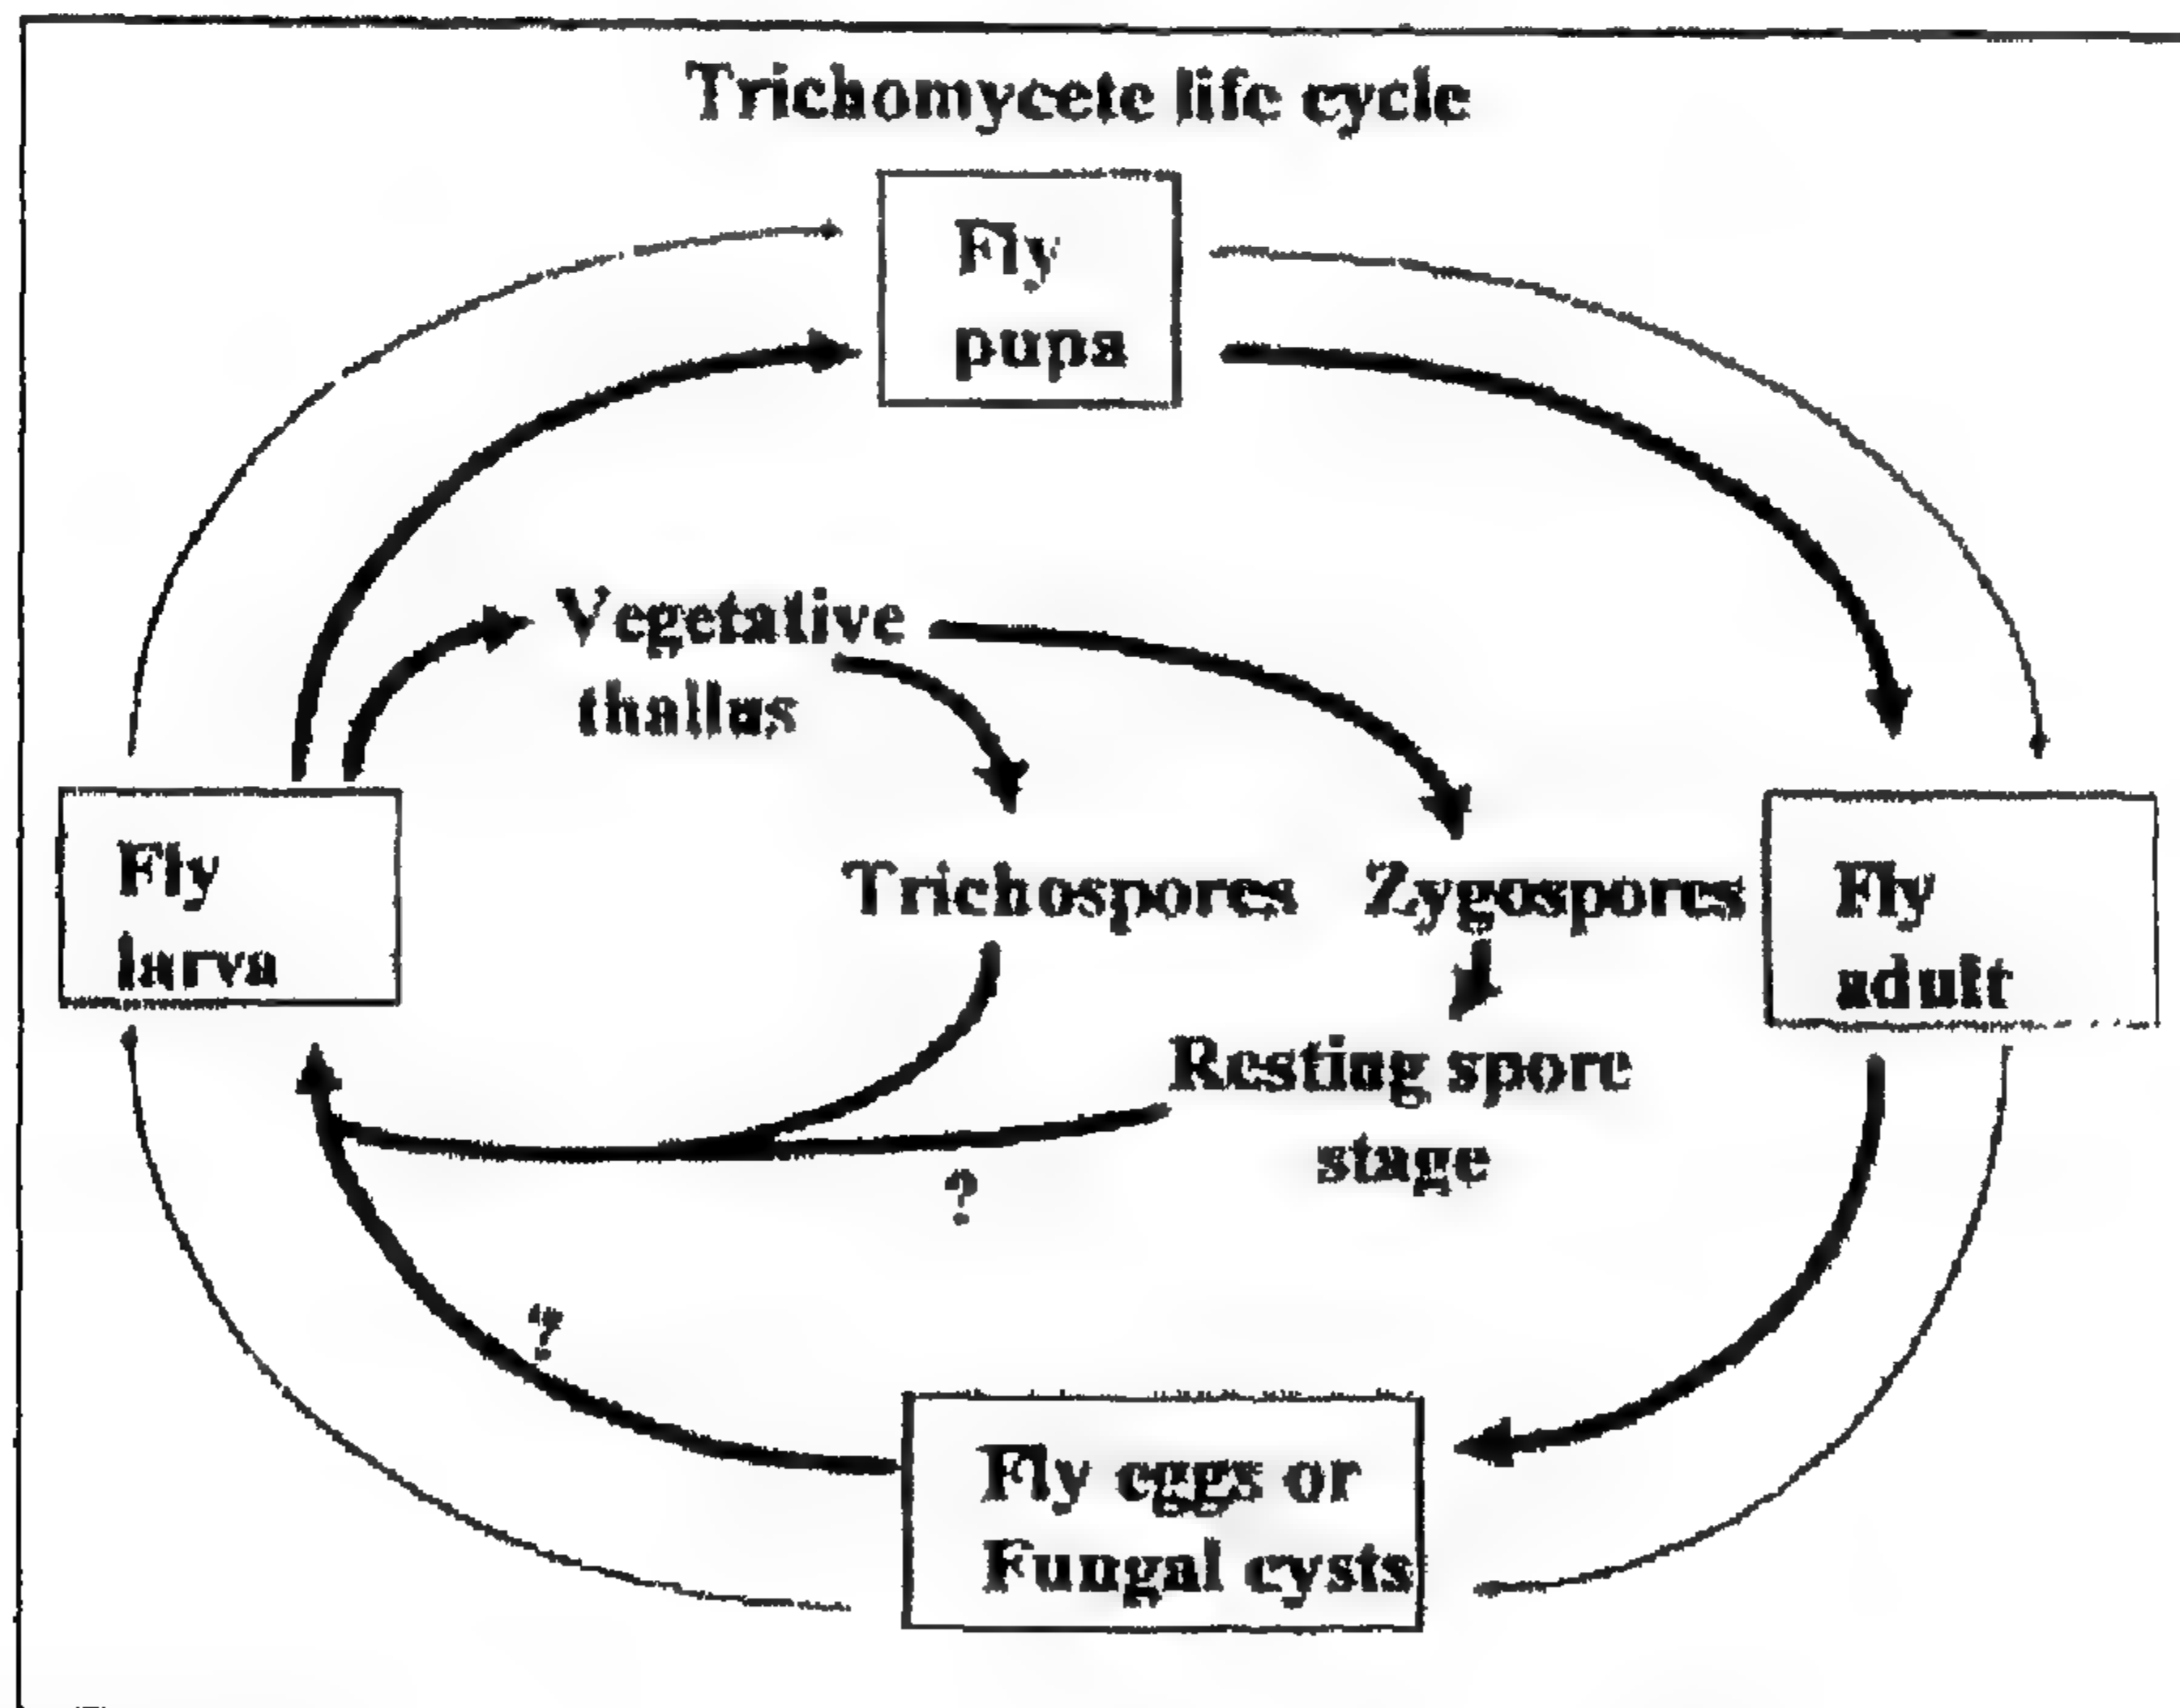 Trichomycete life cycle
Fly
pupa
Vegetative
thallus
Fly
larva
Trichospores
Zygospores
Fly
adult
Resting spore
stage
?
?
Fly eggs or
Fungal cysts